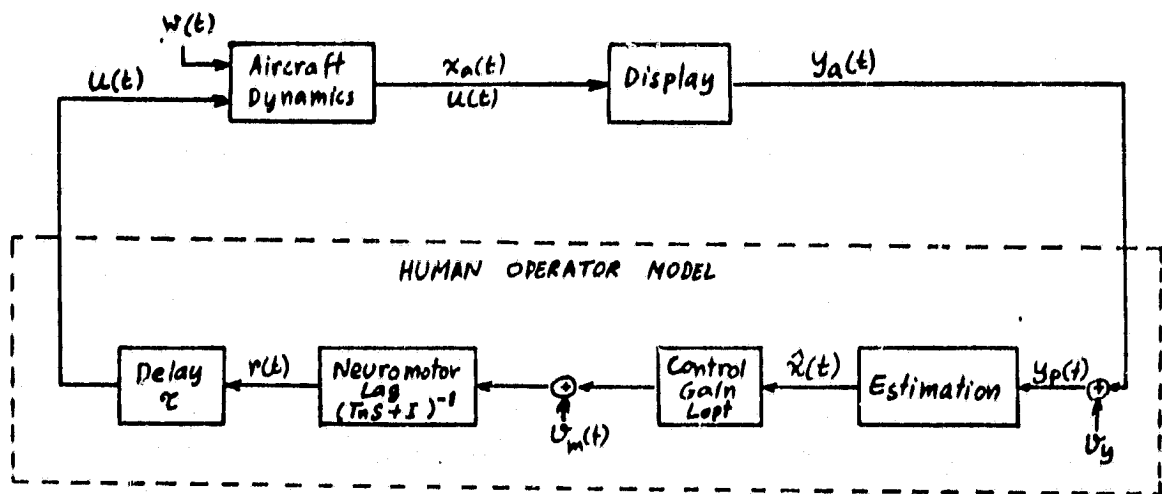 W(t)
U(t)
Aircraft
Dynamics
xa(t)
U(t)
Display
ya(t)
HUMAN OPERATOR MODEL
Delay
τ
r(t)
Neuromotor
Lag
(TnS+I)^-1
+
vm(t)
Control
Gain
Lopt
x̂(t)
Estimation
yp(t)
+
vy